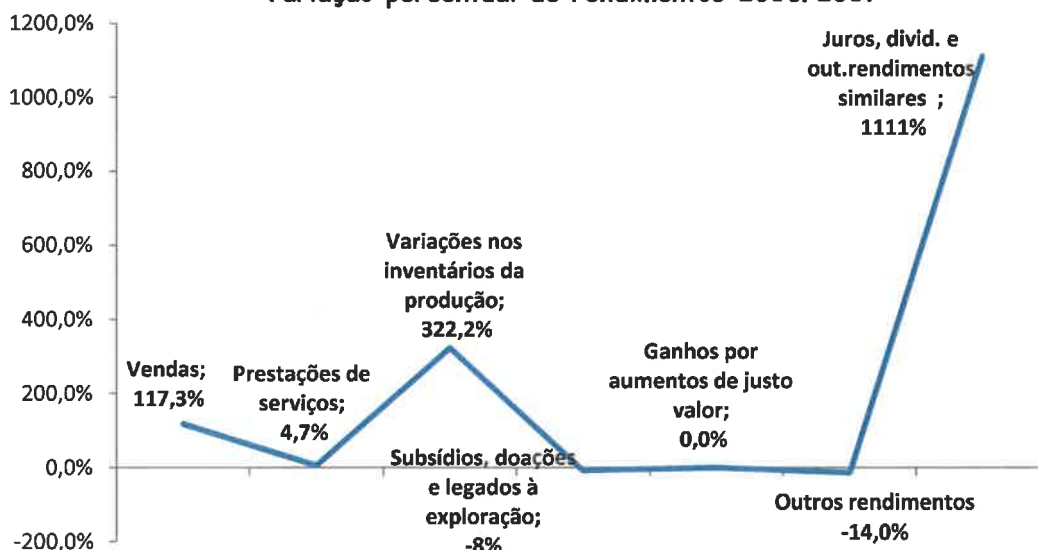 1200,0%
1000,0%
800,0%
600,0%
400,0%
200,0%
0,0%
-200,0%
Vendas;
117,3%
Prestações de
serviços;
4,7%
Variações nos
inventários da
produção;
322,2%
Subsídios, doações
e legados à
exploração;
-8%
Ganhos por
aumentos de justo
valor;
0,0%
Outros rendimentos
-14,0%
Juros, divid. e
out.rendimentos
similares ;
1111%